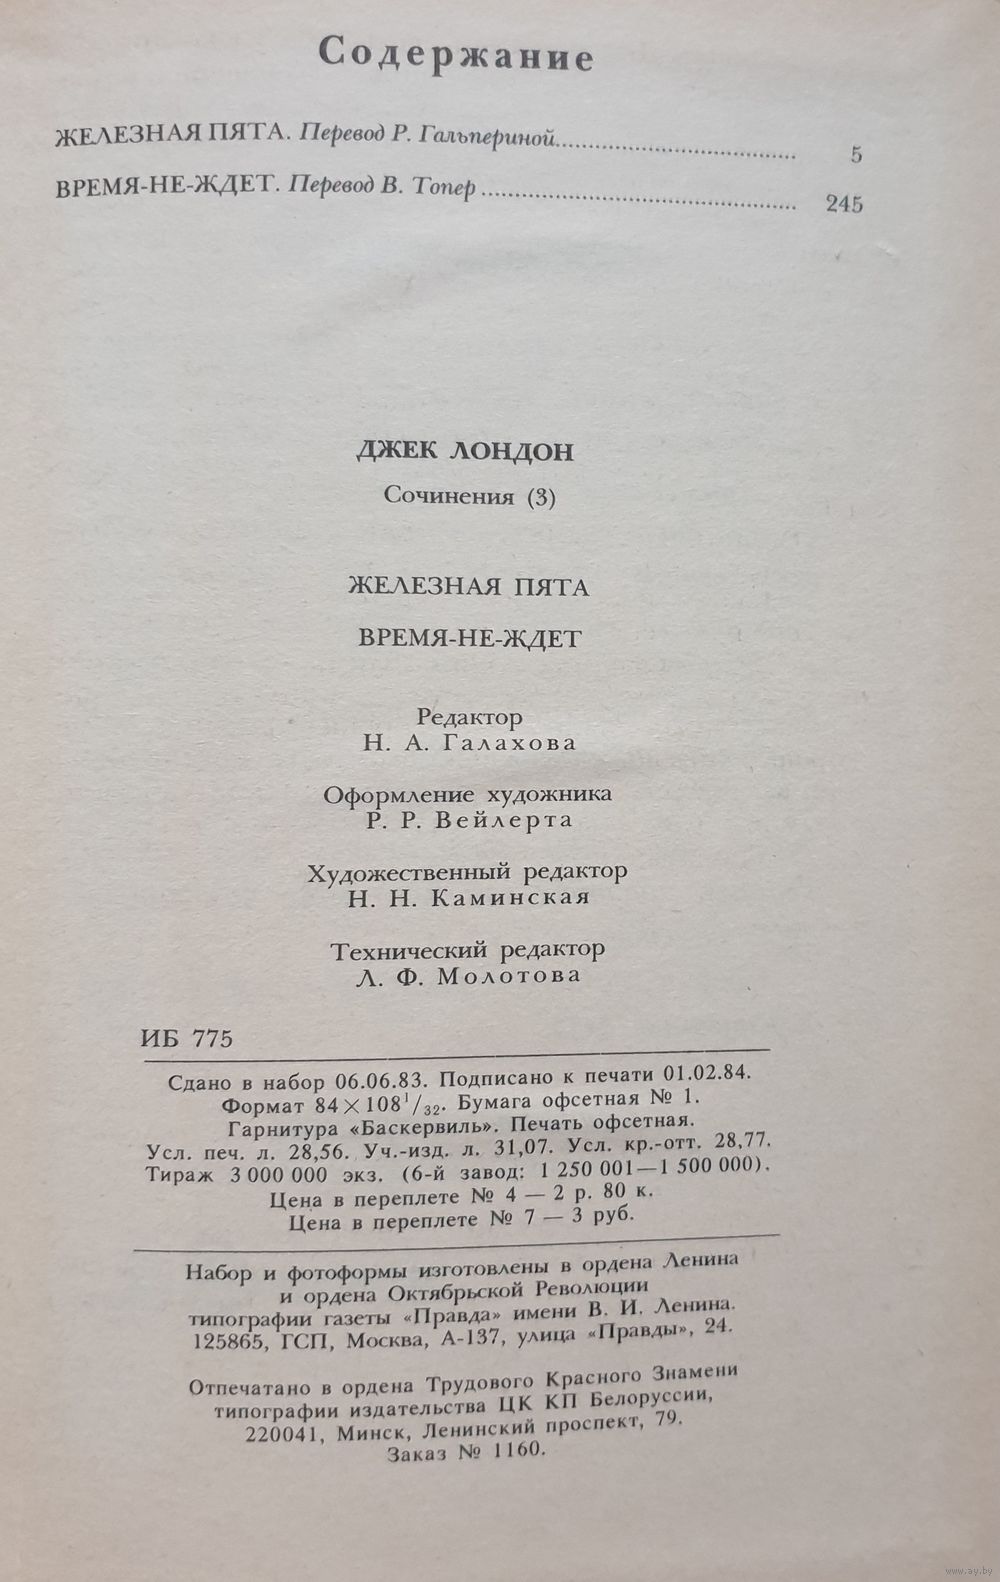 Содержание
ЖЕЛЕЗНАЯ ПЯТА. Перевод Р. Гальпериной.......................................... 5
ВРЕМЯ-НЕ-ЖДЕТ. Перевод В. Топер....................................................... 245
ДЖЕК ЛОНДОН
Сочинения (3)
ЖЕЛЕЗНАЯ ПЯТА
ВРЕМЯ-НЕ-ЖДЕТ
Редактор
Н. А. Галахова
Оформление художника
Р. Р. Вейлерта
Художественный редактор
Н. Н. Каминская
Технический редактор
Л. Ф. Молотова
ИБ 775
Сдано в набор 06.06.83. Подписано к печати 01.02.84.
Формат 84×108¹/₃₂. Бумага офсетная № 1.
Гарнитура «Баскервиль». Печать офсетная.
Усл. печ. л. 28,56. Уч.-изд. л. 31,07. Усл. кр.-отт. 28,77.
Тираж 3 000 000 экз. (6-й завод: 1 250 001—1 500 000).
Цена в переплете № 4 — 2 р. 80 к.
Цена в переплете № 7 — 3 руб.
Набор и фотоформы изготовлены в ордена Ленина
и ордена Октябрьской Революции
типографии газеты «Правда» имени В. И. Ленина.
125865, ГСП, Москва, А-137, улица «Правды», 24.
Отпечатано в ордена Трудового Красного Знамени
типографии издательства ЦК КП Белоруссии,
220041, Минск, Ленинский проспект, 79.
Заказ № 1160.
www.ay.by